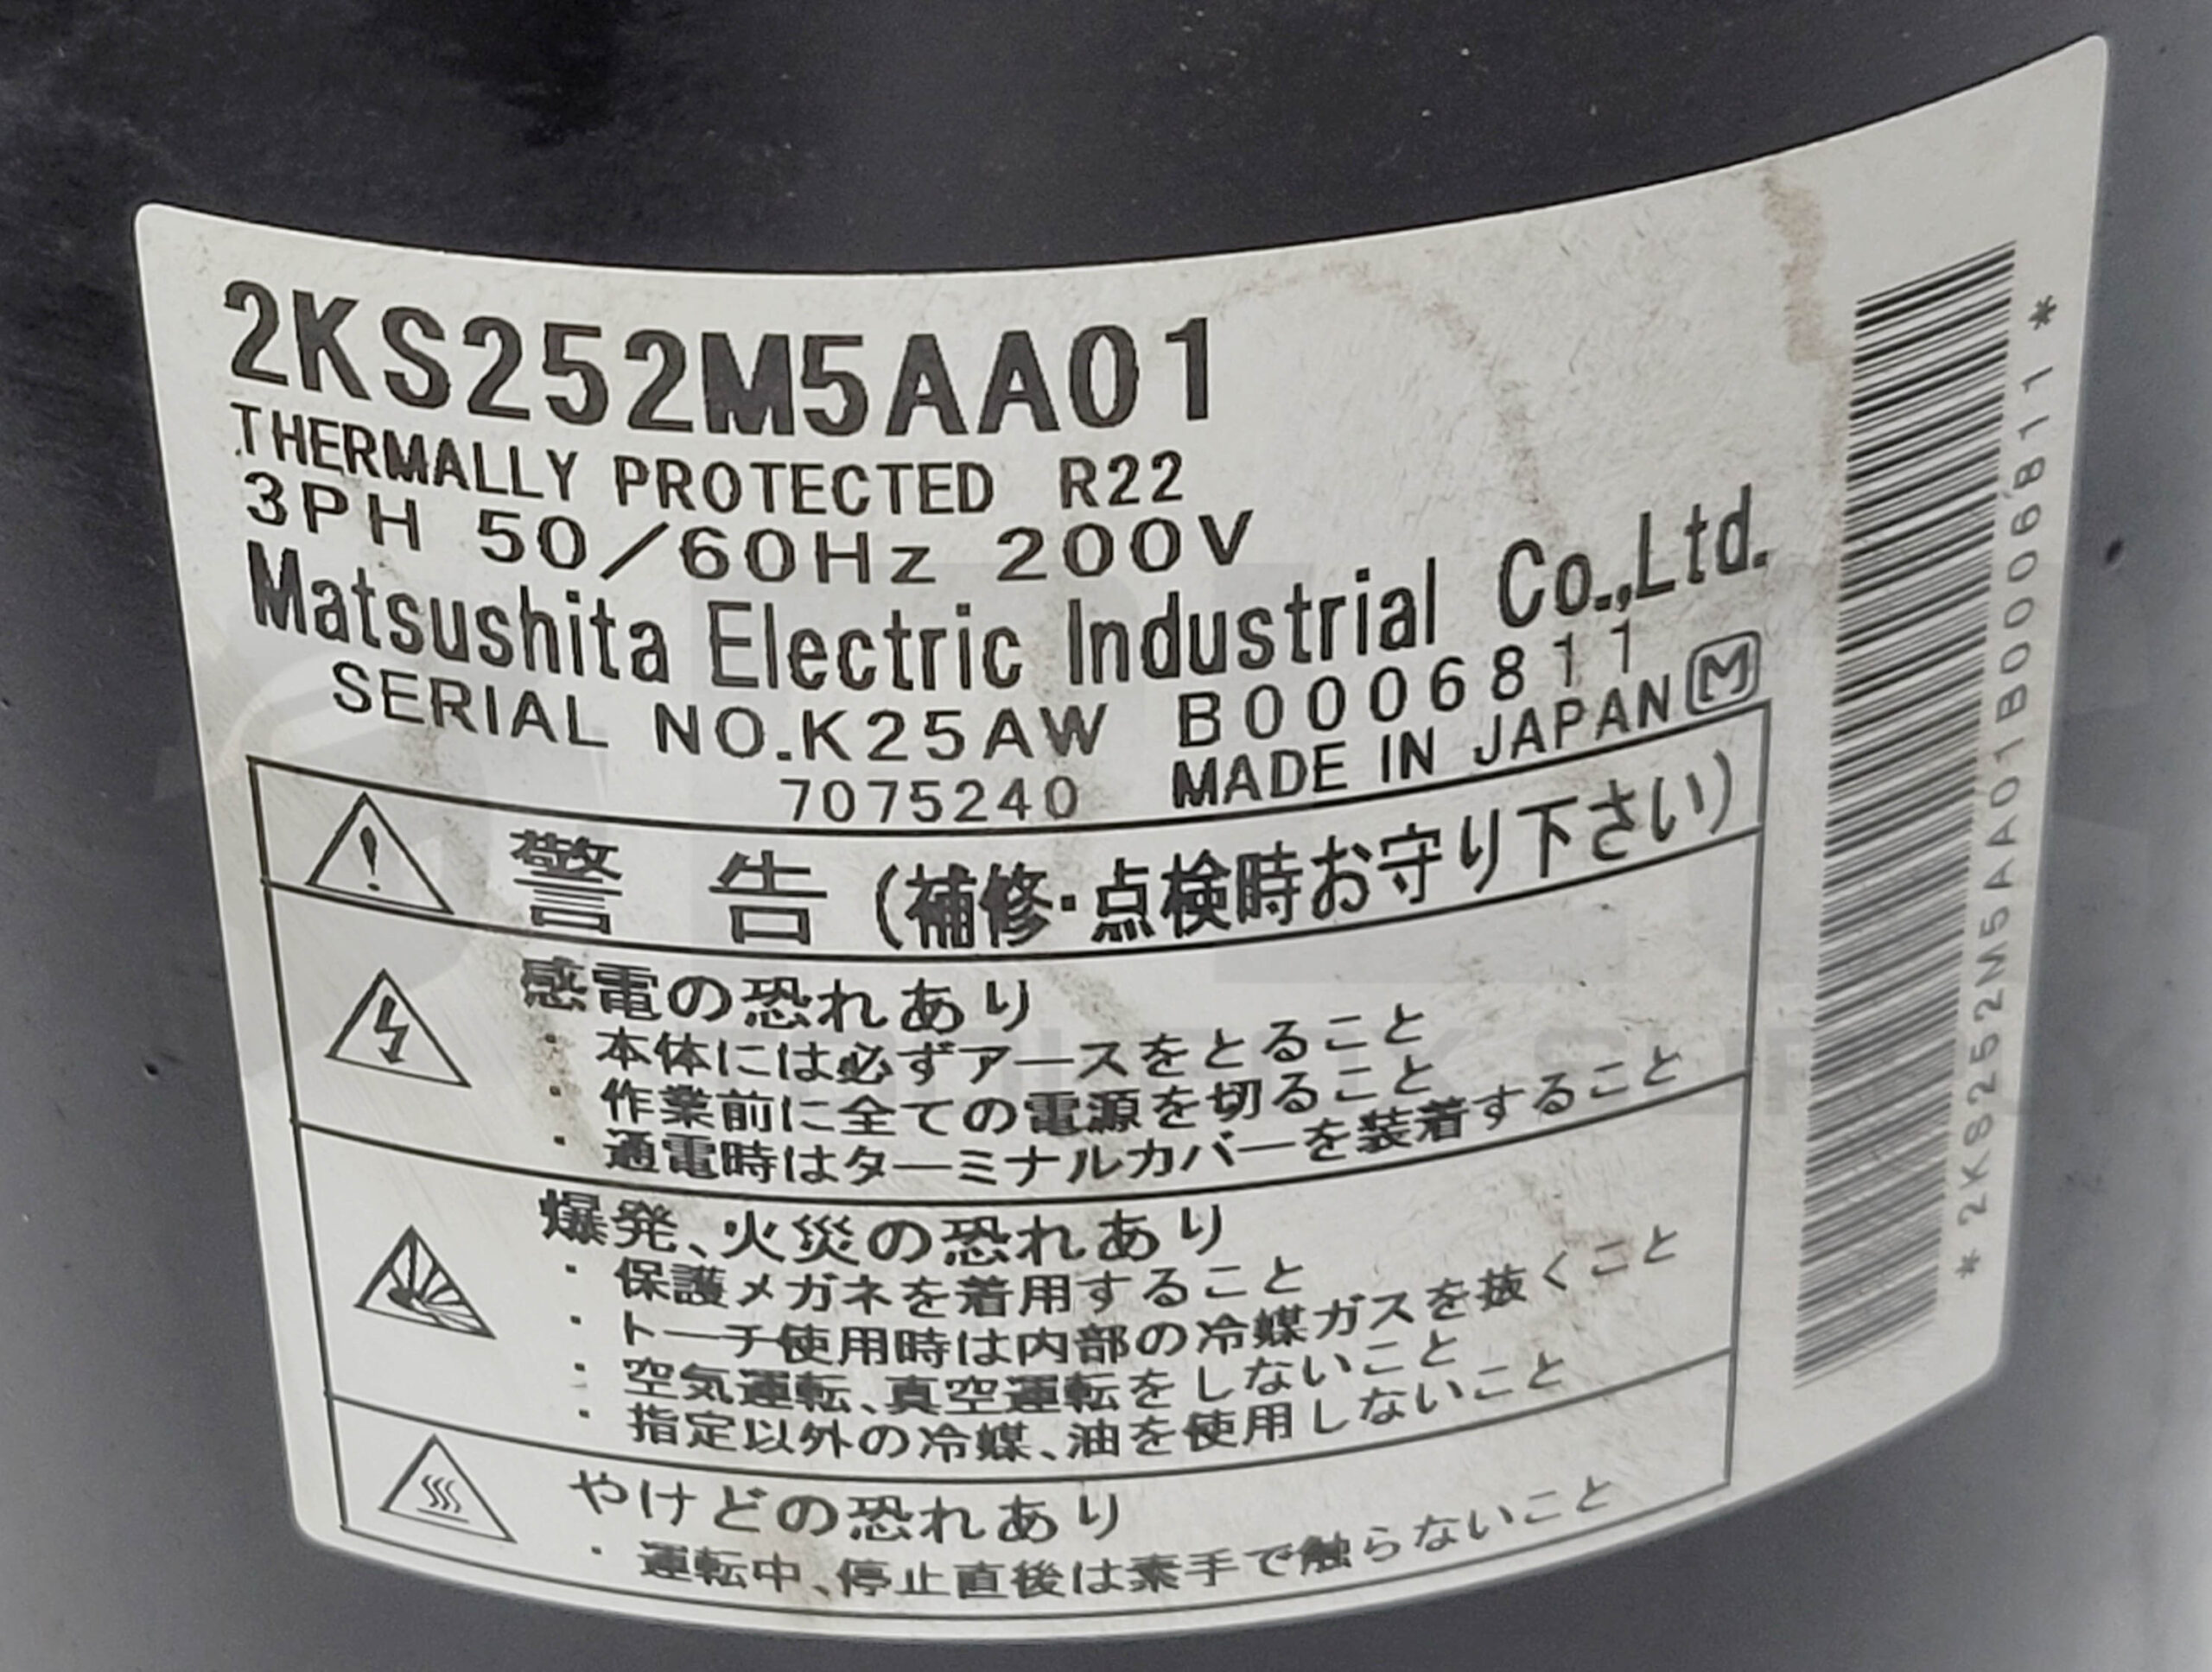 2KS252M5AA01
THERMALLY PROTECTED R22
3PH 50/60Hz 200V
Matsushita Electric Industrial Co.,Ltd.
SERIAL NO.K25AW B0006811
7075240 MADE IN JAPAN M
警告(補修・点検時お守り下さい)
感電の恐れあり
・本体には必ずアースをとること
・作業前に全ての電源を切ること
・通電時はターミナルカバーを装着すること
爆発、火災の恐れあり
・保護メガネを着用すること
・トーチ使用時は内部の冷媒ガスを抜くこと
・空気運転、真空運転をしないこと
・指定以外の冷媒、油を使用しないこと
やけどの恐れあり
・運転中、停止直後は素手で触らないこと
*2KS252M5AA01B0006811*